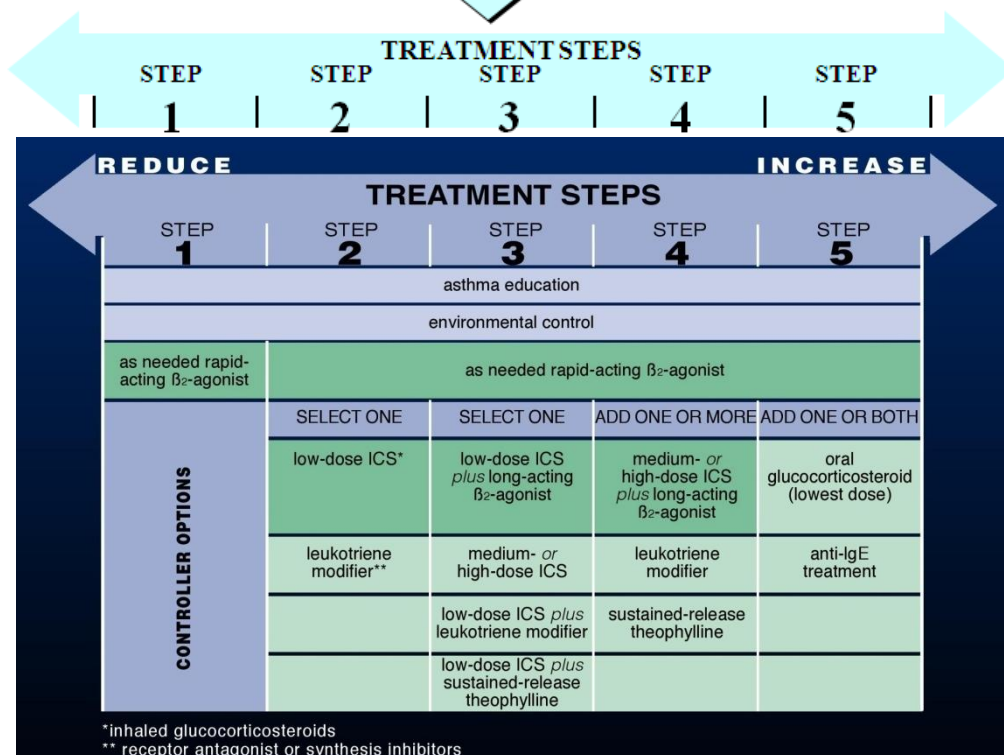 TREATMENT STEPS
STEP STEP STEP STEP STEP
1 2 3 4 5
REDUCE INCREASE
TREATMENT STEPS
STEP STEP STEP STEP STEP
1 2 3 4 5
asthma education
environmental control
as needed rapid-
acting ß₂-agonist
as needed rapid-acting ß₂-agonist
CONTROLLER OPTIONS
SELECT ONE SELECT ONE ADD ONE OR MORE ADD ONE OR BOTH
low-dose ICS*
low-dose ICS
plus long-acting
ß₂-agonist
medium- or
high-dose ICS
plus long-acting
ß₂-agonist
oral
glucocorticosteroid
(lowest dose)
leukotriene
modifier**
medium- or
high-dose ICS
leukotriene
modifier
anti-IgE
treatment
low-dose ICS plus
leukotriene modifier
sustained-release
theophylline
low-dose ICS plus
sustained-release
theophylline
*inhaled glucocorticosteroids
** receptor antagonist or synthesis inhibitors